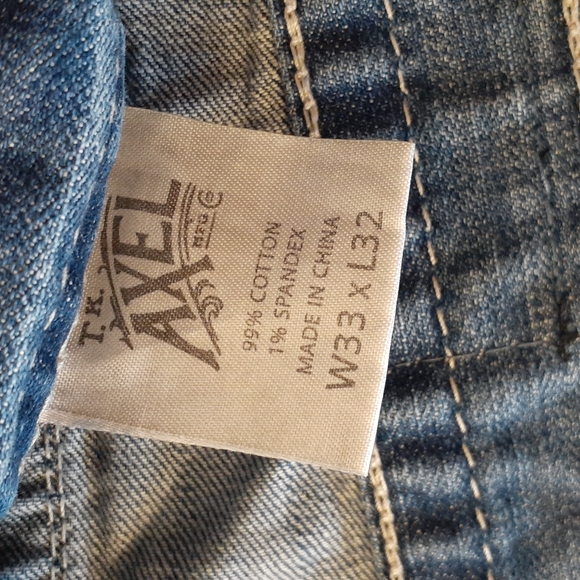 T.K.
AXEL
MFG Co
99% COTTON
1% SPANDEX
MADE IN CHINA
W33 x L32